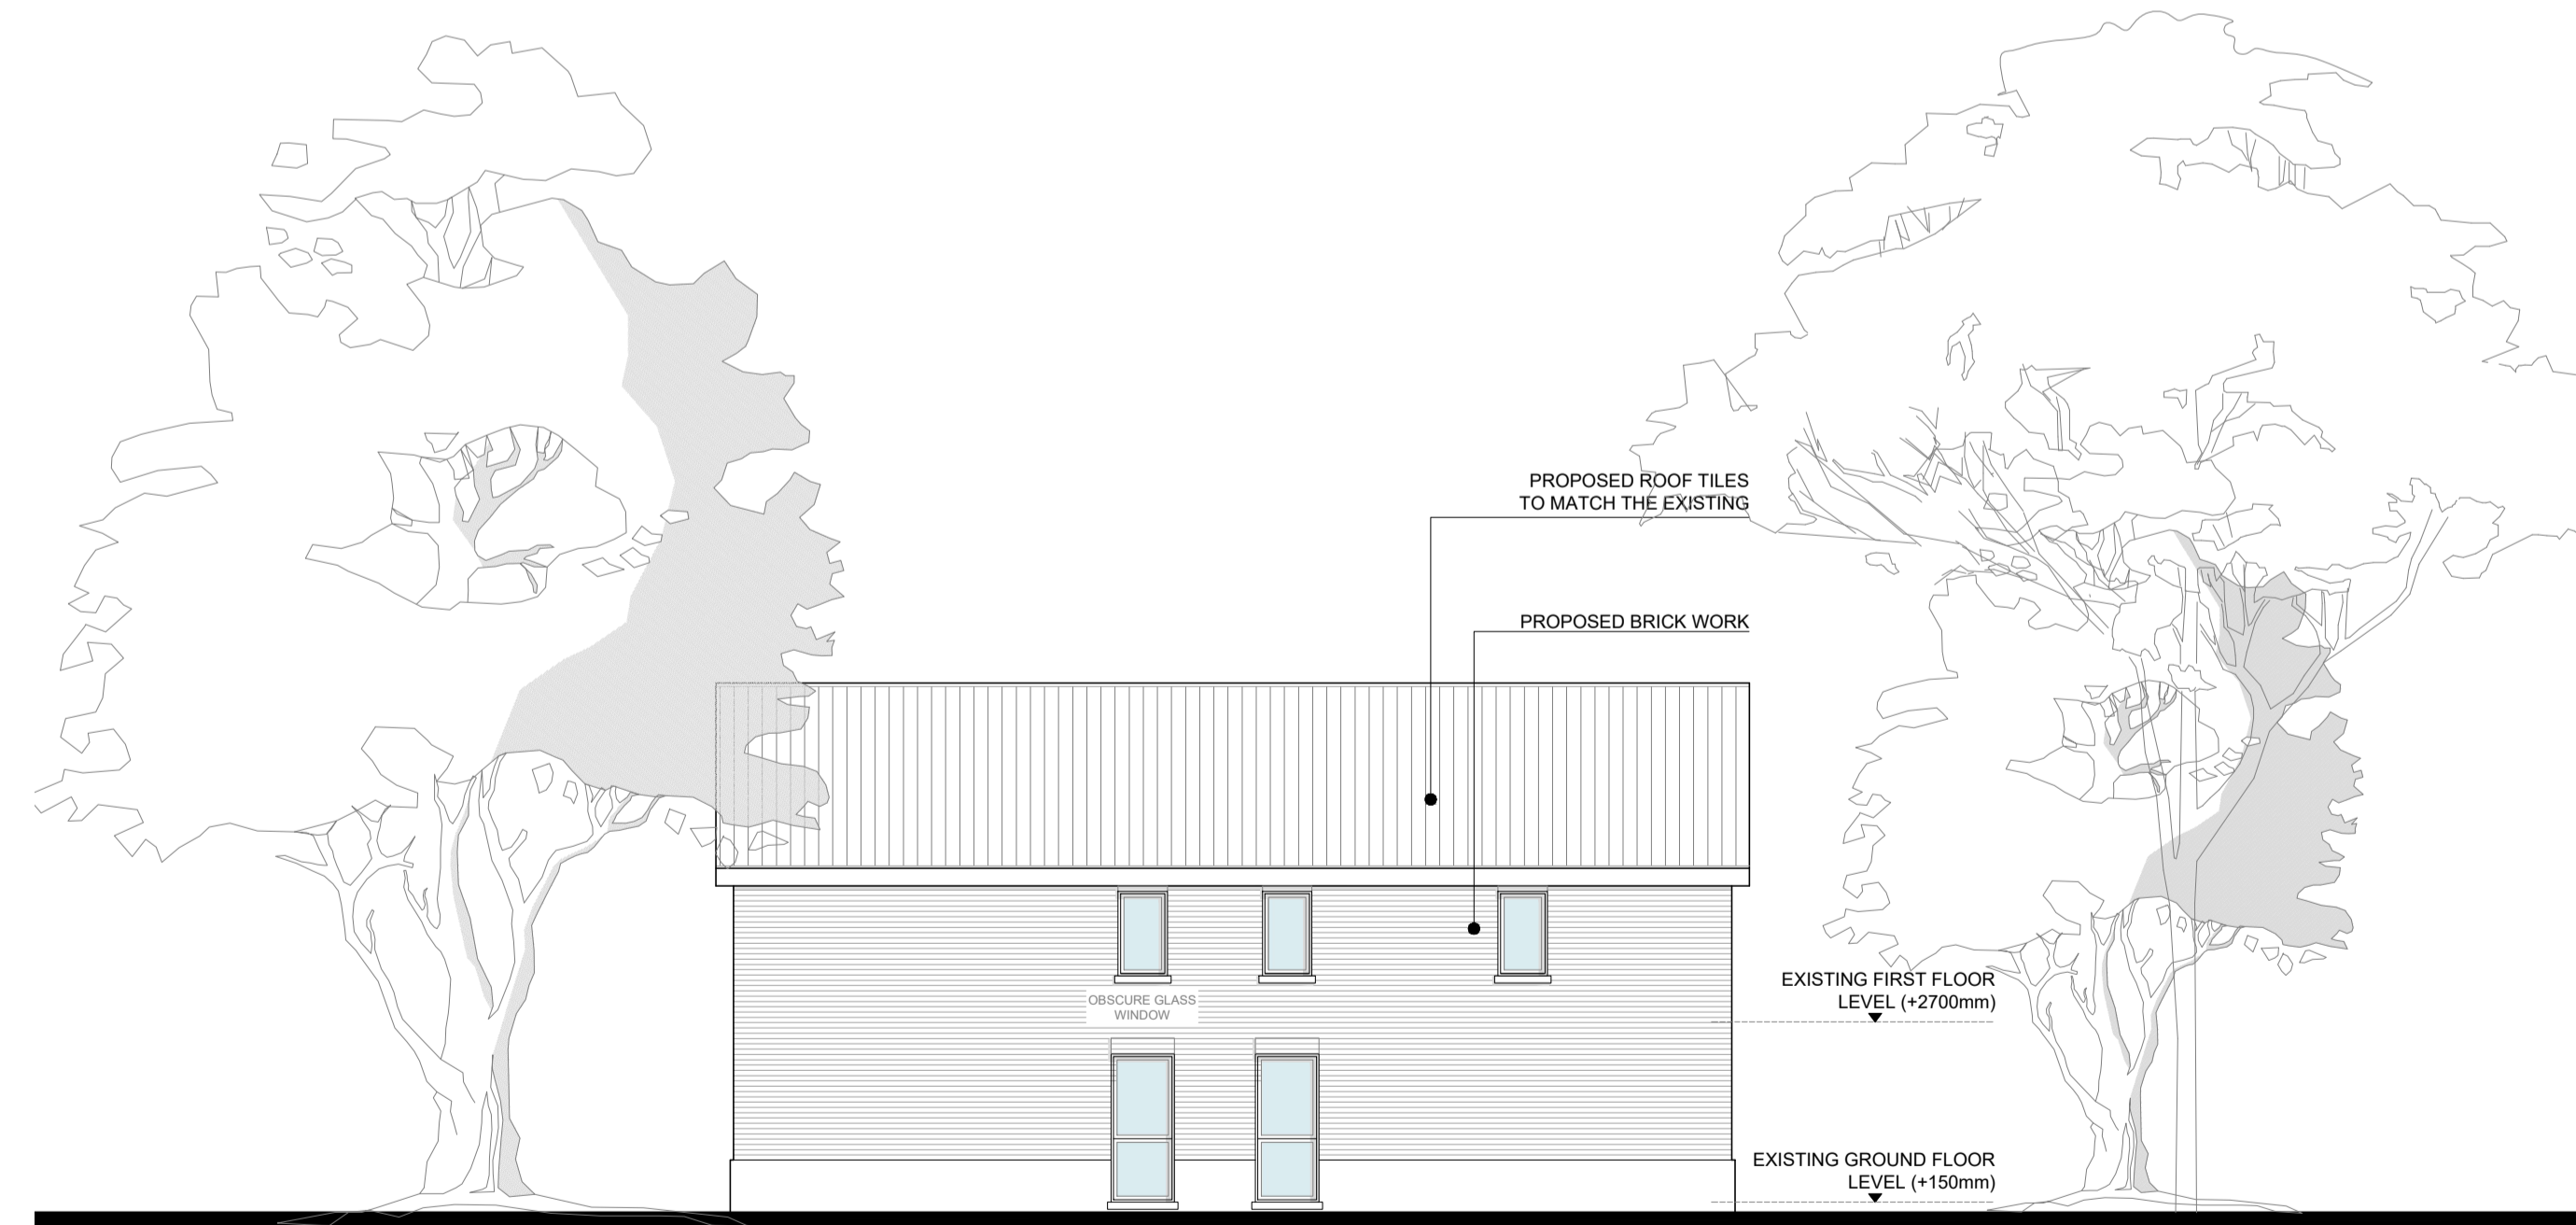 PROPOSED ROOF TILES
TO MATCH THE EXISTING
PROPOSED BRICK WORK
EXISTING FIRST FLOOR
LEVEL (+2700mm)
OBSCURE GLASS
WINDOW
EXISTING GROUND FLOOR
LEVEL (+150mm)